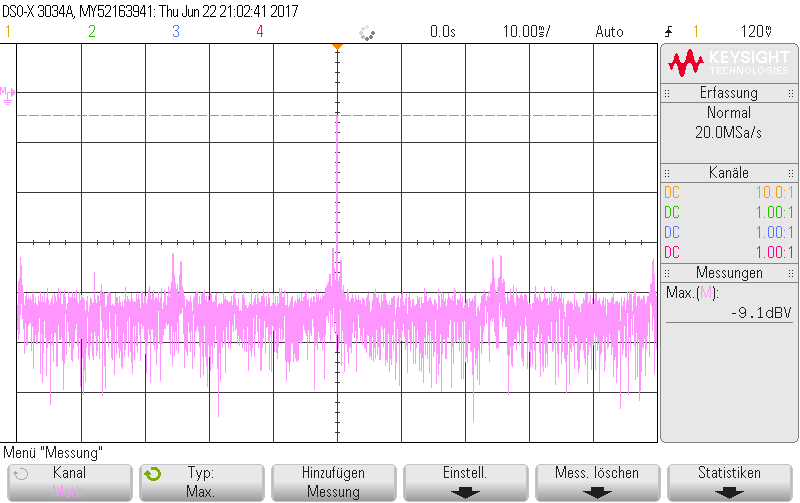 DSO-X 3034A, MY52163941: Thu Jun 22 21:02:41 2017
1 2 3 4 0.0s 10.00s/ Auto 1 120V
M
KEYSIGHT
TECHNOLOGIES
Erfassung
Normal
20.0MSa/s
Kanäle
DC 10.0:1
DC 1.00:1
DC 1.00:1
DC 1.00:1
Messungen
Max.(M):
-9.1dBV
Menü "Messung"
Kanal
Math
Typ:
Max.
Hinzufügen
Messung
Einstell.
Mess. löschen
Statistiken